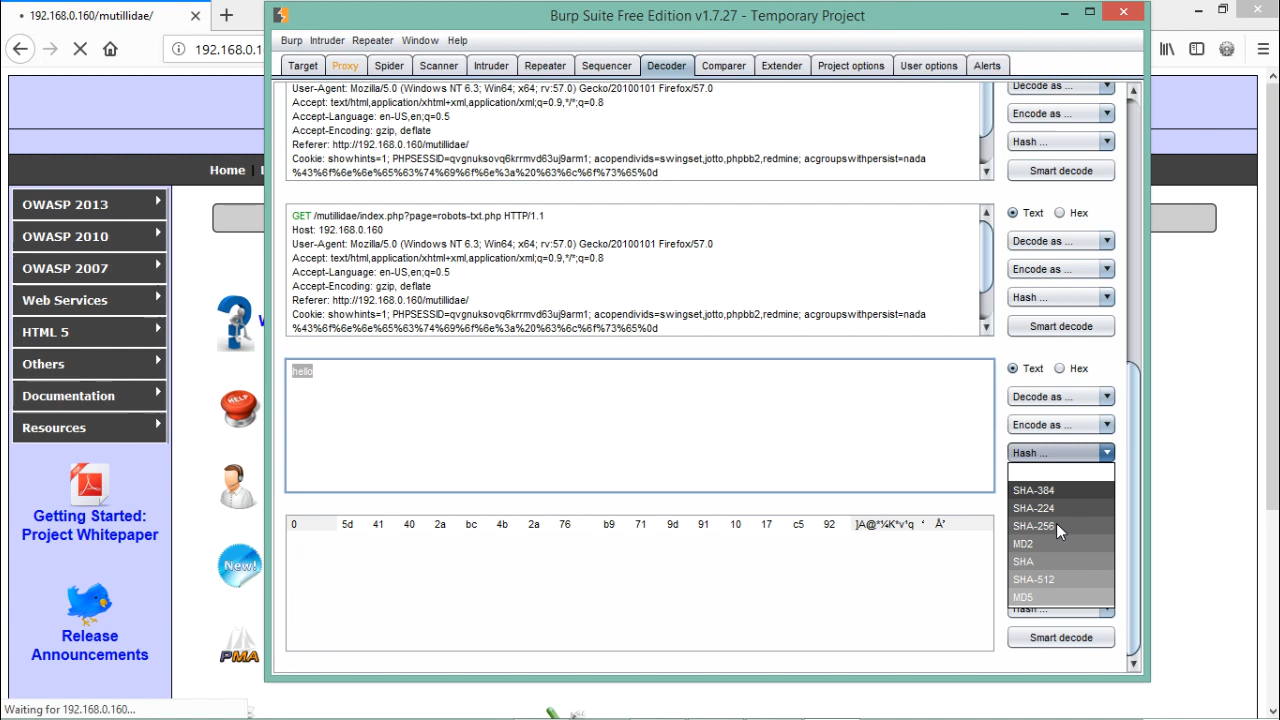 192.168.0.160/mutillidae/
Burp Suite Free Edition v1.7.27 - Temporary Project
192.168.0.1
Burp Intruder Repeater Window Help
Target Proxy Spider Scanner Intruder Repeater Sequencer Decoder Comparer Extender Project options User options Alerts
User-Agent: Mozilla/5.0 (Windows NT 6.3; Win64; x64; rv:57.0) Gecko/20100101 Firefox/57.0
Accept: text/html,application/xhtml+xml,application/xml;q=0.9,*/*;q=0.8
Accept-Language: en-US,en;q=0.5
Accept-Encoding: gzip, deflate
Referer: http://192.168.0.160/mutillidae/
Cookie: showhints=1; PHPSESSID=qvgnuksovq6krrmvd63uj9arm1; acopendivids=swingset,jotto,phpbb2,redmine; acgroupswithpersist=nada
%43%6f%6e%6e%65%63%74%69%6f%6e%3a%20%63%6c%6f%73%65%0d
Decode as ...
Encode as ...
Hash ...
Smart decode
GET /mutillidae/index.php?page=robots-txt.php HTTP/1.1
Host: 192.168.0.160
User-Agent: Mozilla/5.0 (Windows NT 6.3; Win64; x64; rv:57.0) Gecko/20100101 Firefox/57.0
Accept: text/html,application/xhtml+xml,application/xml;q=0.9,*/*;q=0.8
Accept-Language: en-US,en;q=0.5
Accept-Encoding: gzip, deflate
Referer: http://192.168.0.160/mutillidae/
Cookie: showhints=1; PHPSESSID=qvgnuksovq6krrmvd63uj9arm1; acopendivids=swingset,jotto,phpbb2,redmine; acgroupswithpersist=nada
%43%6f%6e%6e%65%63%74%69%6f%6e%3a%20%63%6c%6f%73%65%0d
Text Hex
Decode as ...
Encode as ...
Hash ...
Smart decode
hello
Text Hex
Decode as ...
Encode as ...
Hash ...
SHA-384
SHA-224
SHA-256
MD2
SHA
SHA-512
MD5
0 5d 41 40 2a bc 4b 2a 76 b9 71 9d 91 10 17 c5 92 ]A@*¼K*v¹q ‘ Å’
Hash ...
Smart decode
Home
OWASP 2013
OWASP 2010
OWASP 2007
Web Services
HTML 5
Others
Documentation
Resources
Getting Started:
Project Whitepaper
Release
Announcements
HELP
New!
PMA
Waiting for 192.168.0.160...